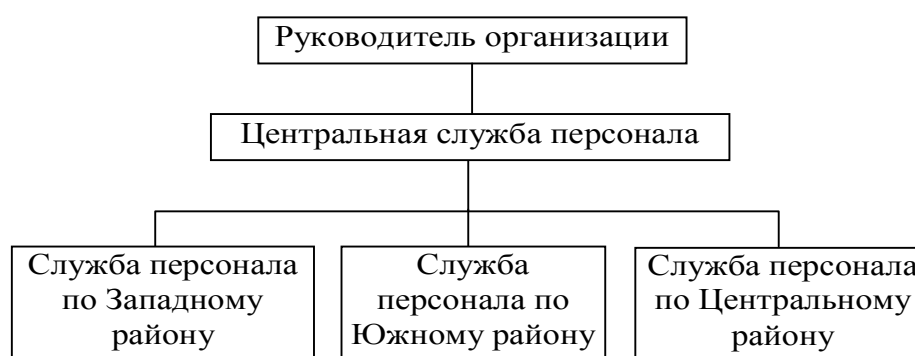 Руководитель организации
Центральная служба персонала
Служба персонала
по Западному
району
Служба
персонала по
Южному району
Служба персонала
по Центральному
району